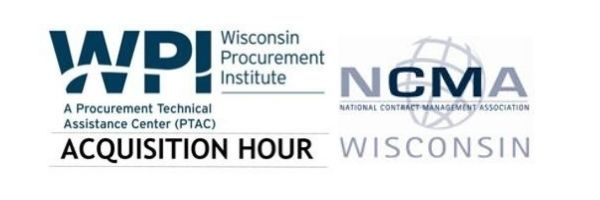 WPI
Wisconsin
Procurement
Institute
A Procurement Technical
Assistance Center (PTAC)
ACQUISITION HOUR
NCMA
NATIONAL CONTRACT MANAGEMENT ASSOCIATION
WISCONSIN